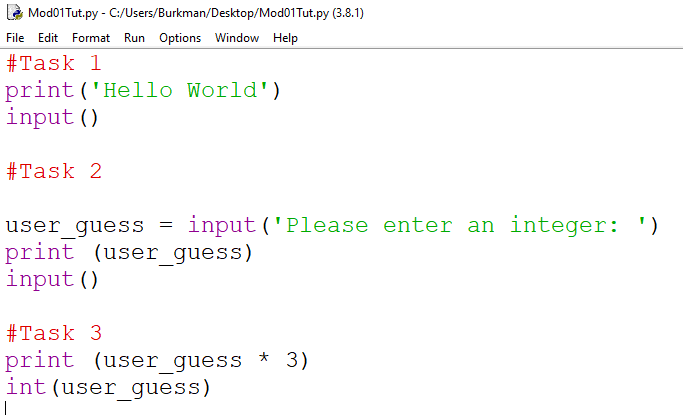 Mod01Tut.py - C:/Users/Burkman/Desktop/Mod01Tut.py (3.8.1)
File Edit Format Run Options Window Help
#Task 1
print('Hello World')
input()
#Task 2
user_guess = input('Please enter an integer: ')
print (user_guess)
input()
#Task 3
print (user_guess * 3)
int(user_guess)